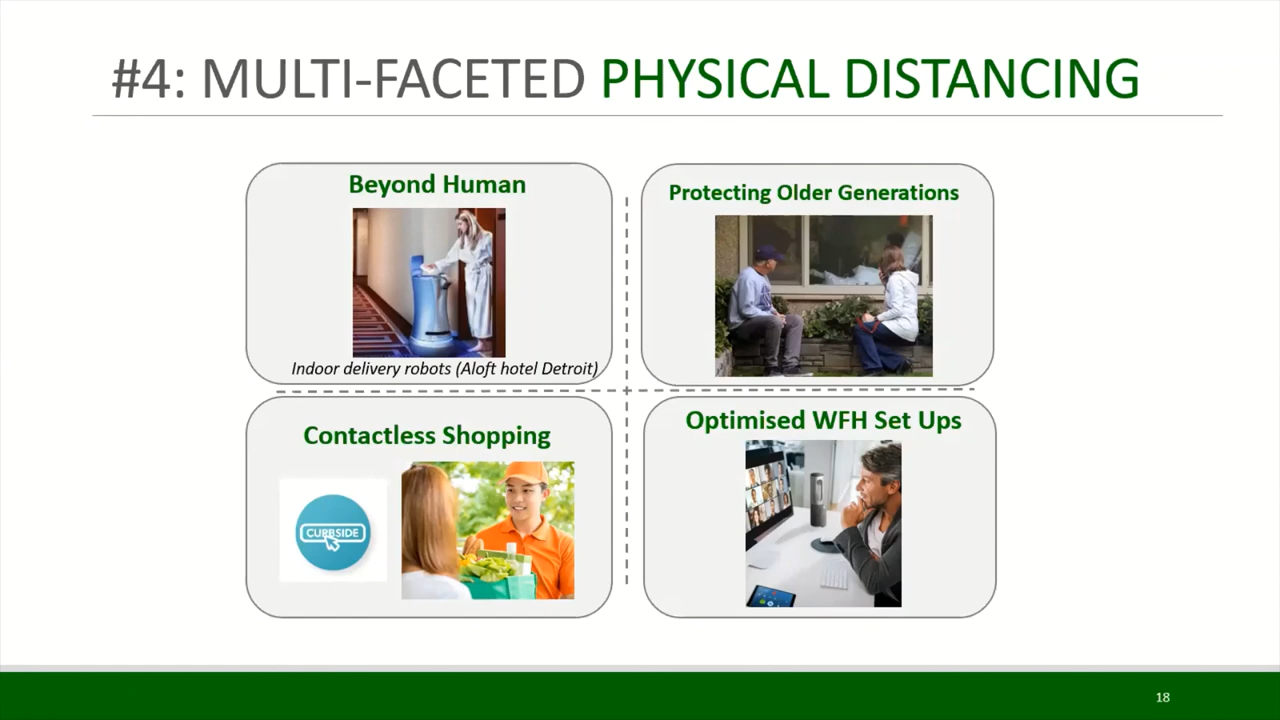 #4: MULTI-FACETED PHYSICAL DISTANCING
Beyond Human
Indoor delivery robots (Aloft hotel Detroit)
Protecting Older Generations
Contactless Shopping
CURBSIDE
Optimised WFH Set Ups
18